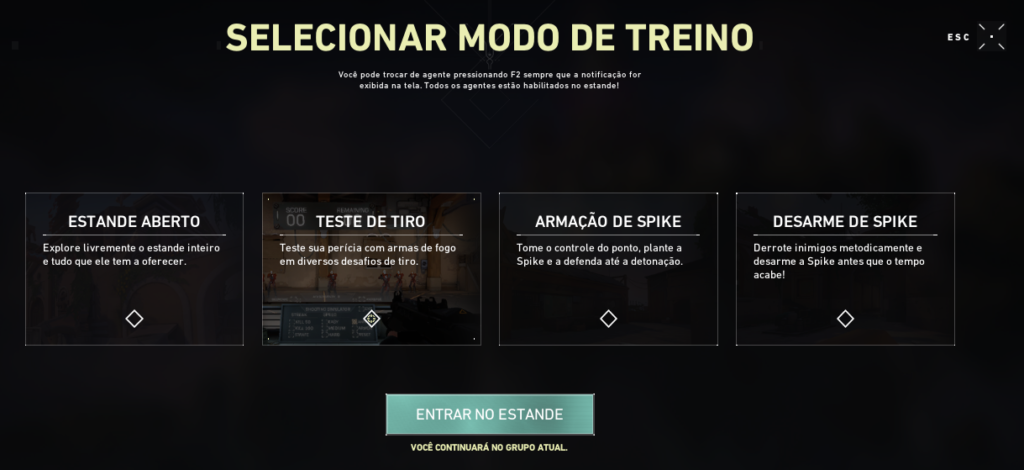 SELECIONAR MODO DE TREINO
ESC
Você pode trocar de agente pressionando F2 sempre que a notificação for
exibida na tela. Todos os agentes estão habilitados no estande!
ESTANDE ABERTO
Explore livremente o estande inteiro
e tudo que ele tem a oferecer.
TESTE DE TIRO
Teste sua perícia com armas de fogo
em diversos desafios de tiro.
ARMAÇÃO DE SPIKE
Tome o controle do ponto, plante a
Spike e a defenda até a detonação.
DESARME DE SPIKE
Derrote inimigos metodicamente e
desarme a Spike antes que o tempo
acabe!
ENTRAR NO ESTANDE
VOCÊ CONTINUARÁ NO GRUPO ATUAL.